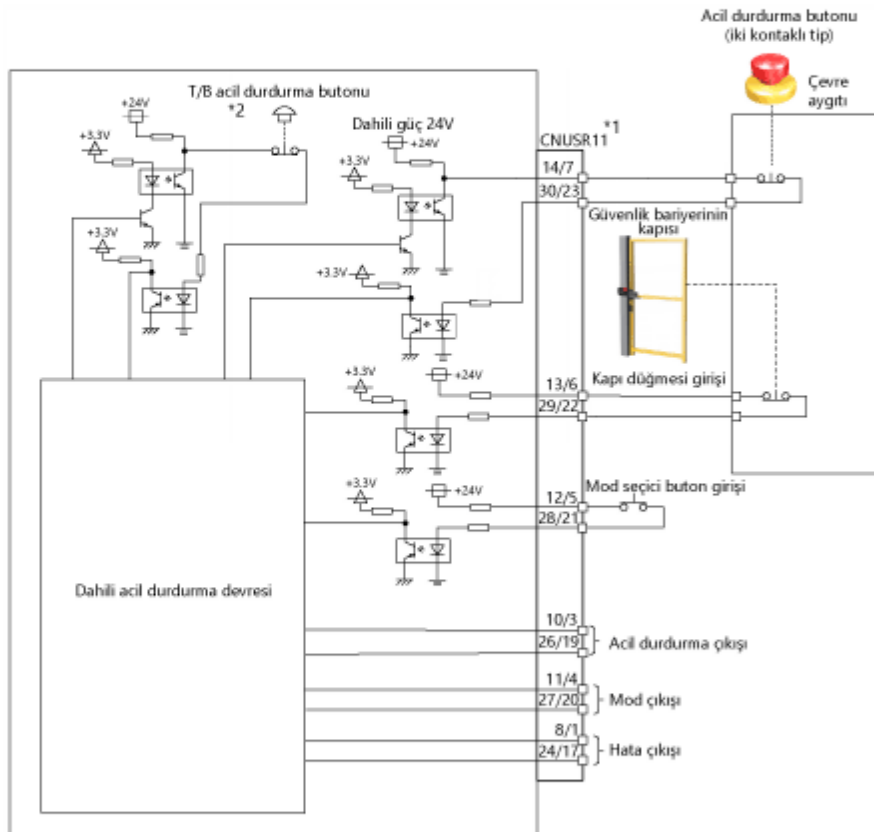 Acil durdurma butonu
(iki kontaklı tip)
Çevre
aygıtı
T/B acil durdurma butonu
*2
+24V
+3.3V
Dahili güç 24V
+24V
+3.3V
CNUSR11
*1
14/7
30/23
+3.3V
+3.3V
Güvenlik bariyerinin
kapısı
+3.3V
+24V
13/6
29/22
Kapı düğmesi girişi
+3.3V
+24V
12/5
28/21
Mod seçici buton girişi
Dahili acil durdurma devresi
10/3
26/19
Acil durdurma çıkışı
11/4
27/20
Mod çıkışı
8/1
24/17
Hata çıkışı